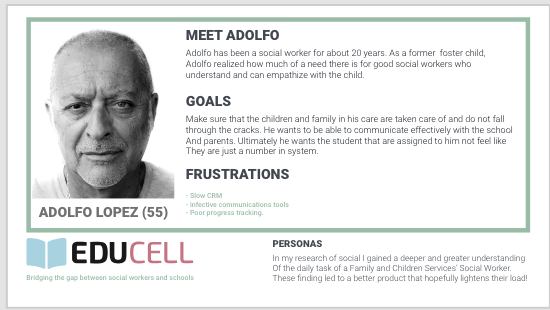 MEET ADOLFO
Adolfo has been a social worker for about 20 years. As a former foster child,
Adolfo realized how much of a need there is for good social workers who
understand and can empathize with the child.
GOALS
Make sure that the children and family in his care are taken care of and do not fall
through the cracks. He wants to be able to communicate effectively with the school
And parents. Ultimately he wants the student that are assigned to him not feel like
They are just a number in system.
FRUSTRATIONS
- Slow CRM
- Infective communications tools
- Poor progress tracking.
ADOLFO LOPEZ (55)
EDUCELL
Bridging the gap between social workers and schools
PERSONAS
In my research of social I gained a deeper and greater understanding
Of the daily task of a Family and Children Services' Social Worker.
These finding led to a better product that hopefully lightens their load!